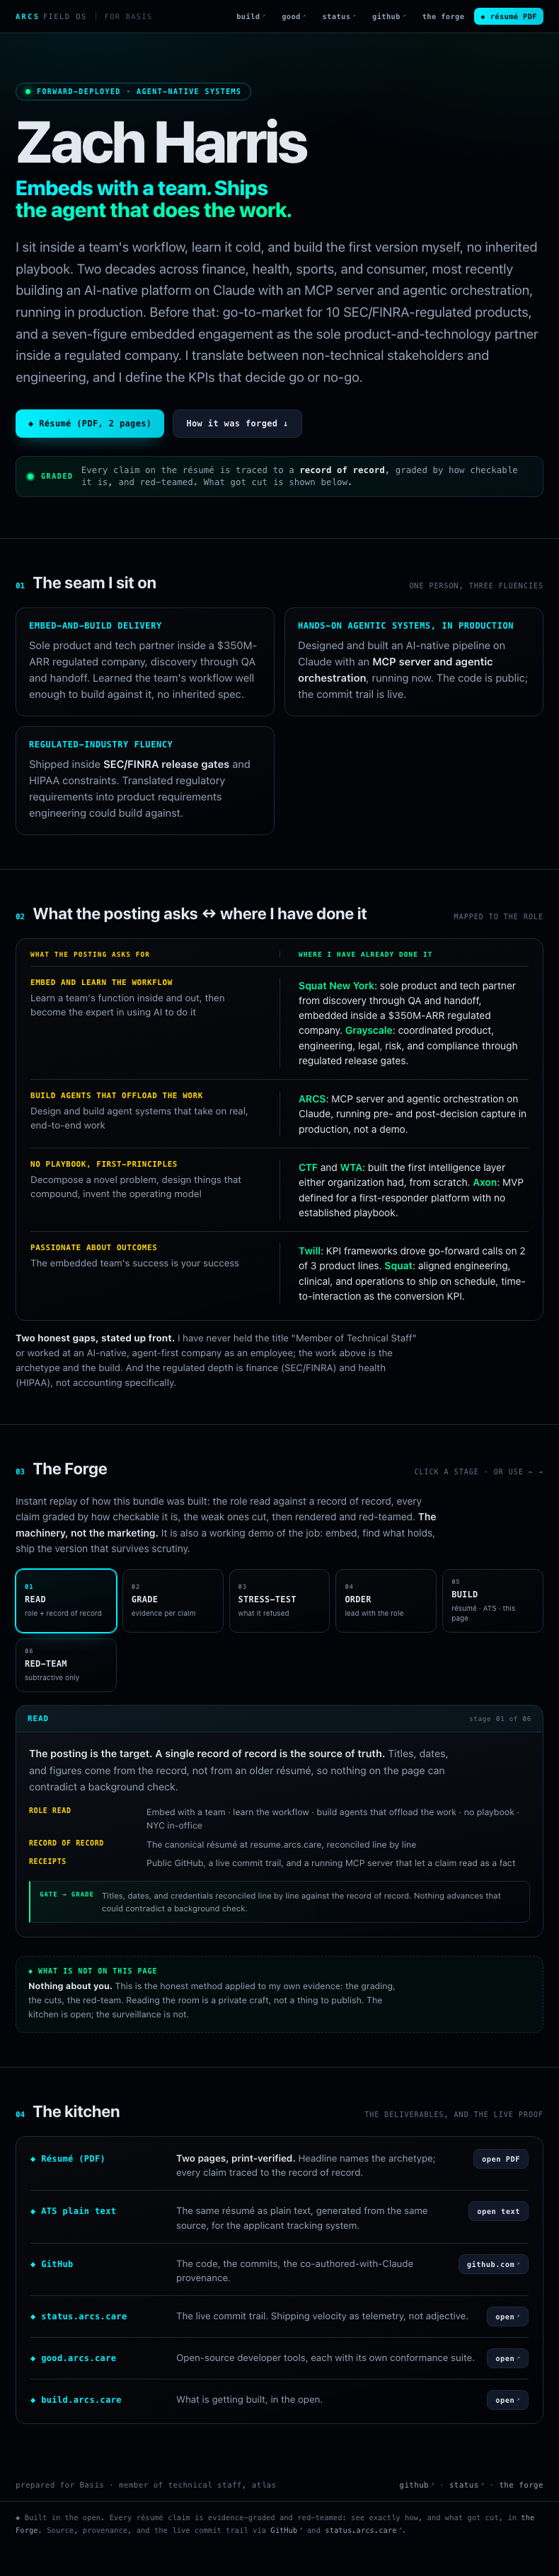 ARCS FIELD OS | FOR BASIS
build↗ good↗ status↗ github↗ the forge ◆ résumé PDF
FORWARD-DEPLOYED · AGENT-NATIVE SYSTEMS
Zach Harris
Embeds with a team. Ships
the agent that does the work.
I sit inside a team's workflow, learn it cold, and build the first version myself, no inherited
playbook. Two decades across finance, health, sports, and consumer, most recently
building an AI-native platform on Claude with an MCP server and agentic orchestration,
running in production. Before that: go-to-market for 10 SEC/FINRA-regulated products,
and a seven-figure embedded engagement as the sole product-and-technology partner
inside a regulated company. I translate between non-technical stakeholders and
engineering, and I define the KPIs that decide go or no-go.
◆ Résumé (PDF, 2 pages)
How it was forged ↓
GRADED
Every claim on the résumé is traced to a record of record, graded by how checkable
it is, and red-teamed. What got cut is shown below.
01 The seam I sit on
ONE PERSON, THREE FLUENCIES
EMBED-AND-BUILD DELIVERY
Sole product and tech partner inside a $350M-
ARR regulated company, discovery through QA
and handoff. Learned the team's workflow well
enough to build against it, no inherited spec.
HANDS-ON AGENTIC SYSTEMS, IN PRODUCTION
Designed and built an AI-native pipeline on
Claude with an MCP server and agentic
orchestration, running now. The code is public;
the commit trail is live.
REGULATED-INDUSTRY FLUENCY
Shipped inside SEC/FINRA release gates and
HIPAA constraints. Translated regulatory
requirements into product requirements
engineering could build against.
02 What the posting asks ↔ where I have done it
MAPPED TO THE ROLE
WHAT THE POSTING ASKS FOR
WHERE I HAVE ALREADY DONE IT
EMBED AND LEARN THE WORKFLOW
Learn a team's function inside and out, then
become the expert in using AI to do it
Squat New York: sole product and tech partner
from discovery through QA and handoff,
embedded inside a $350M-ARR regulated
company. Grayscale: coordinated product,
engineering, legal, risk, and compliance through
regulated release gates.
BUILD AGENTS THAT OFFLOAD THE WORK
Design and build agent systems that take on real,
end-to-end work
ARCS: MCP server and agentic orchestration on
Claude, running pre- and post-decision capture in
production, not a demo.
NO PLAYBOOK, FIRST-PRINCIPLES
Decompose a novel problem, design things that
compound, invent the operating model
CTF and WTA: built the first intelligence layer
either organization had, from scratch. Axon: MVP
defined for a first-responder platform with no
established playbook.
PASSIONATE ABOUT OUTCOMES
The embedded team's success is your success
Twill: KPI frameworks drove go-forward calls on 2
of 3 product lines. Squat: aligned engineering,
clinical, and operations to ship on schedule, time-
to-interaction as the conversion KPI.
Two honest gaps, stated up front. I have never held the title "Member of Technical Staff"
or worked at an AI-native, agent-first company as an employee; the work above is the
archetype and the build. And the regulated depth is finance (SEC/FINRA) and health
(HIPAA), not accounting specifically.
03 The Forge
CLICK A STAGE · OR USE ← →
Instant replay of how this bundle was built: the role read against a record of record, every
claim graded by how checkable it is, the weak ones cut, then rendered and red-teamed. The
machinery, not the marketing. It is also a working demo of the job: embed, find what holds,
ship the version that survives scrutiny.
01
READ
role + record of record
02
GRADE
evidence per claim
03
STRESS-TEST
what it refused
04
ORDER
lead with the role
05
BUILD
résumé · ATS · this
page
06
RED-TEAM
subtractive only
READ
stage 01 of 06
The posting is the target. A single record of record is the source of truth. Titles, dates,
and figures come from the record, not from an older résumé, so nothing on the page can
contradict a background check.
ROLE READ
Embed with a team · learn the workflow · build agents that offload the work · no playbook ·
NYC in-office
RECORD OF RECORD
The canonical résumé at resume.arcs.care, reconciled line by line
RECEIPTS
Public GitHub, a live commit trail, and a running MCP server that let a claim read as a fact
GATE → GRADE
Titles, dates, and credentials reconciled line by line against the record of record. Nothing advances that
could contradict a background check.
◆ WHAT IS NOT ON THIS PAGE
Nothing about you. This is the honest method applied to my own evidence: the grading,
the cuts, the red-team. Reading the room is a private craft, not a thing to publish. The
kitchen is open; the surveillance is not.
04 The kitchen
THE DELIVERABLES, AND THE LIVE PROOF
◆ Résumé (PDF)
Two pages, print-verified. Headline names the archetype;
every claim traced to the record of record.
open PDF
◆ ATS plain text
The same résumé as plain text, generated from the same
source, for the applicant tracking system.
open text
◆ GitHub
The code, the commits, the co-authored-with-Claude
provenance.
github.com↗
◆ status.arcs.care
The live commit trail. Shipping velocity as telemetry, not adjective.
open↗
◆ good.arcs.care
Open-source developer tools, each with its own conformance suite.
open↗
◆ build.arcs.care
What is getting built, in the open.
open↗
prepared for Basis · member of technical staff, atlas
github↗ · status↗ · the forge
◆ Built in the open. Every résumé claim is evidence-graded and red-teamed: see exactly how, and what got cut, in the
Forge. Source, provenance, and the live commit trail via GitHub↗ and status.arcs.care↗.